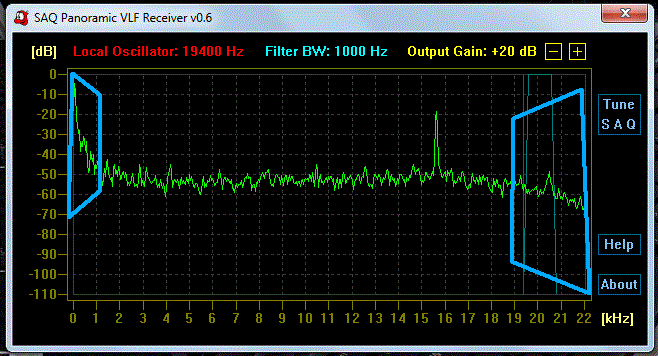 SAQ Panoramic VLF Receiver v0.6
[dB] Local Oscillator: 19400 Hz Filter BW: 1000 Hz Output Gain: +20 dB
0
-10
-20
-30
-40
-50
-60
-70
-80
-90
-100
-110
Tune
S A Q
Help
About
0 1 2 3 4 5 6 7 8 9 10 11 12 13 14 15 16 17 18 19 20 21 22 [kHz]